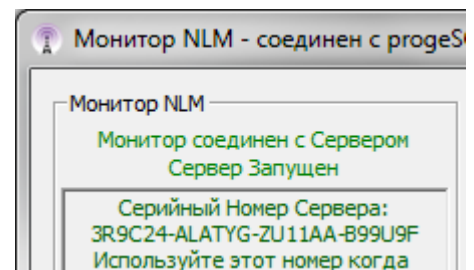 Монитор NLM - соединен с progeS
Монитор NLM
Монитор соединен с Сервером
Сервер Запущен
Серийный Номер Сервера:
3R9C24-ALATYG-ZU11AA-B99U9F
Используйте этот номер когда